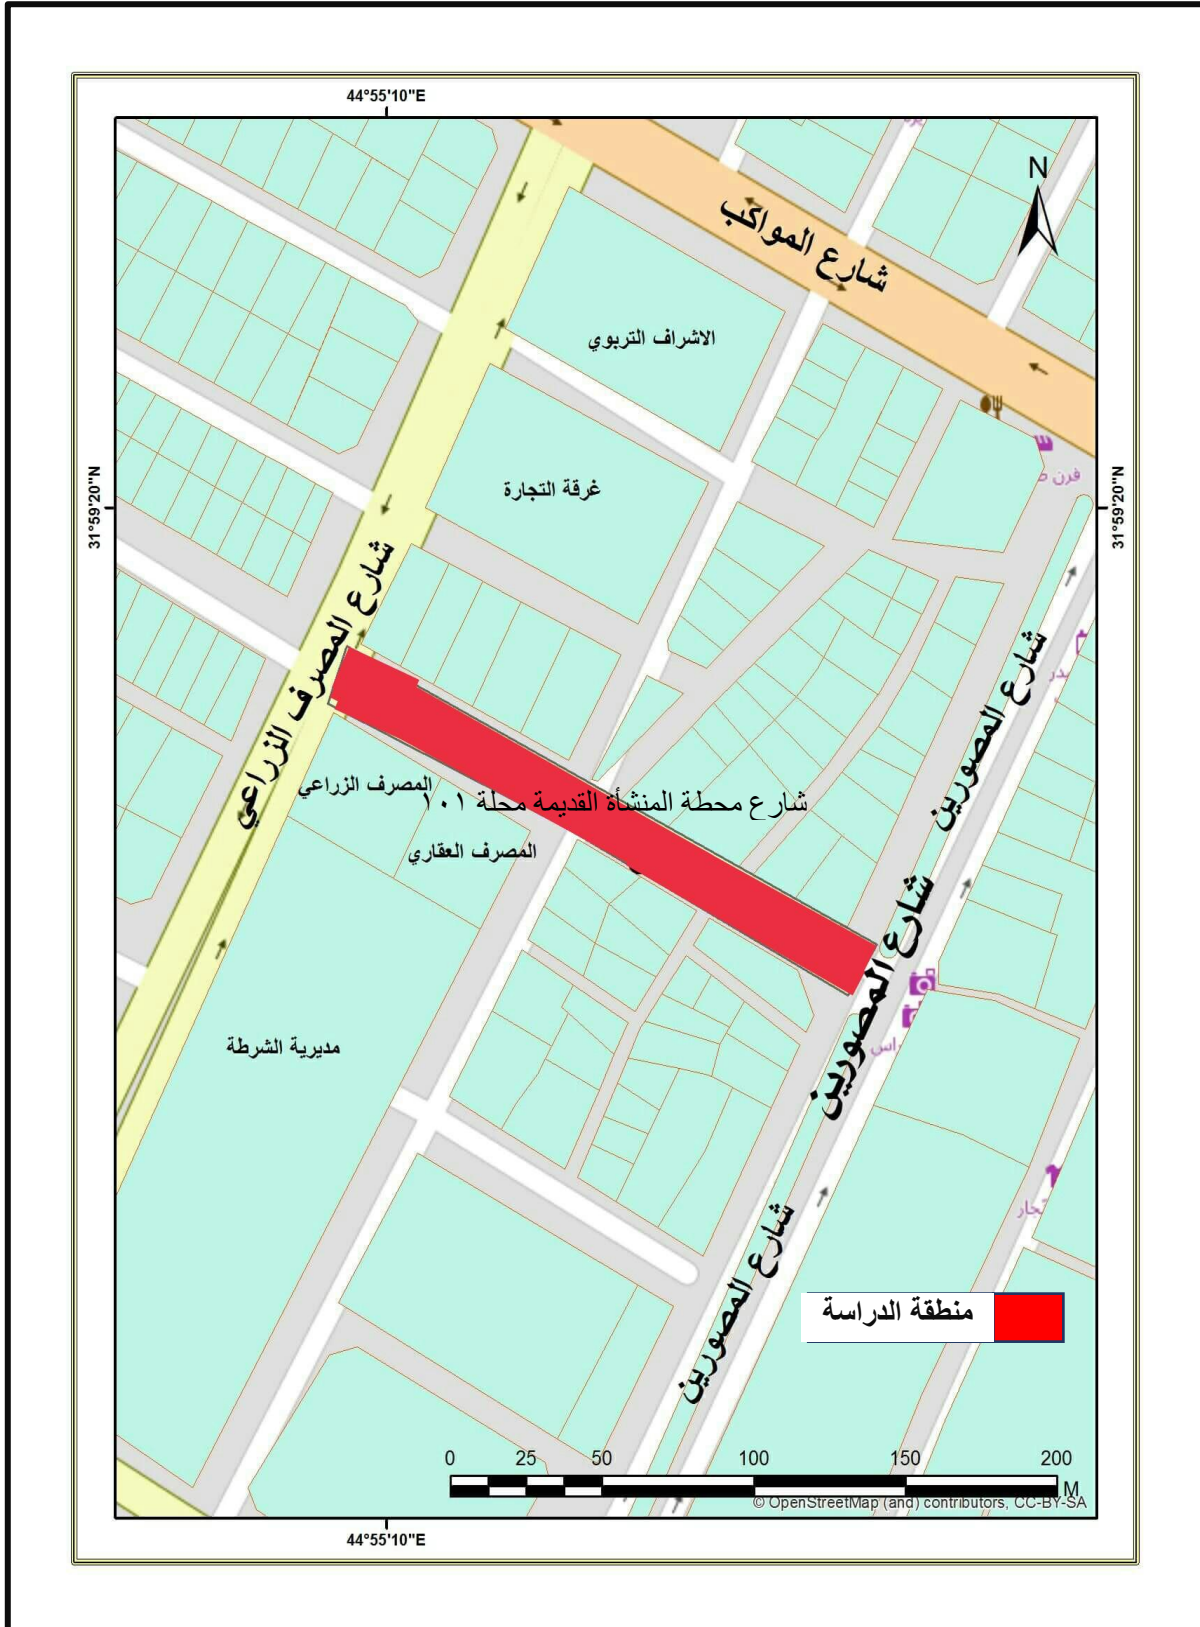 44°55'10"E
N
شارع المواكب
الاشراف التربوي
فرن
غرقة التجارة
31°59'20"N
31°59'20"N
شارع المصرف الزراعي
شارع المصورين
المصرف الزراعي
شارع محطة المنشأة القديمة محلة ١٠١
المصرف العقاري
شارع المصورين
مديرية الشرطة
شارع المصورين
منطقة الدراسة
0 25 50 100 150 200
M
© OpenStreetMap (and) contributors, CC-BY-SA
44°55'10"E